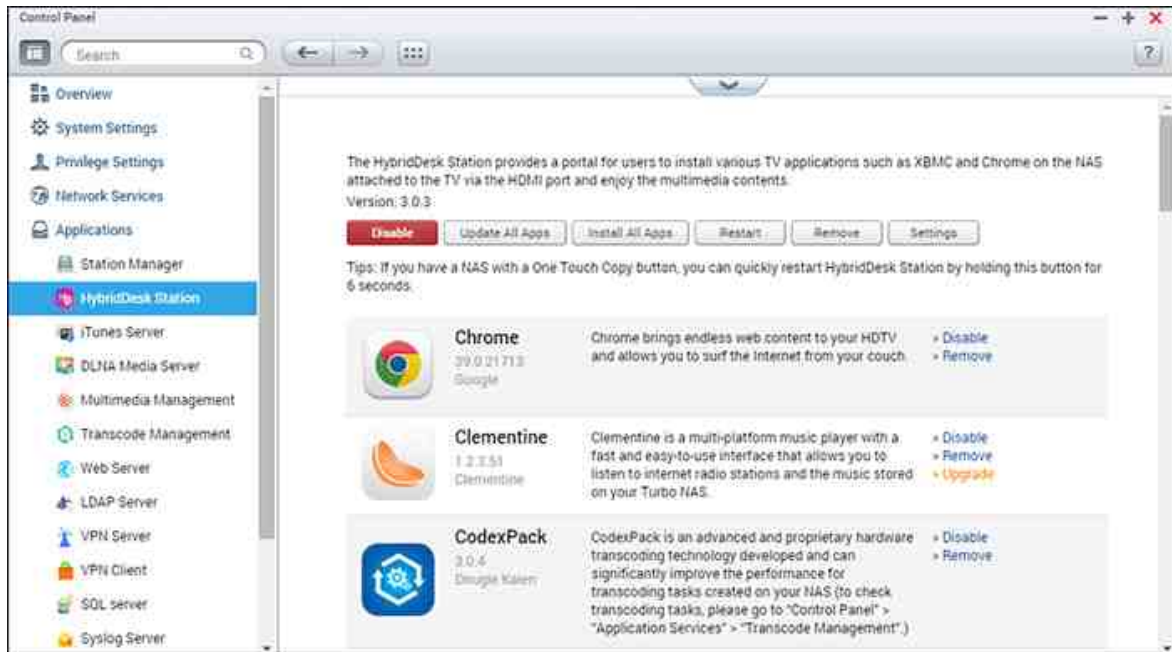 Control Panel
Search
?
Overview
System Settings
Privilege Settings
Network Services
Applications
Station Manager
HybridDesk Station
iTunes Server
DLNA Media Server
Multimedia Management
Transcode Management
Web Server
LDAP Server
VPN Server
VPN Client
SQL server
Syslog Server
The HybridDesk Station provides a portal for users to install various TV applications such as XBMC and Chrome on the NAS
attached to the TV via the HDMI port and enjoy the multimedia contents.
Version: 3.0.3
Disable
Update All Apps
Install All Apps
Restart
Remove
Settings
Tips: If you have a NAS with a One Touch Copy button, you can quickly restart HybridDesk Station by holding this button for
6 seconds.
Chrome
39.0.21713
Google
Chrome brings endless web content to your HDTV
and allows you to surf the Internet from your couch
» Disable
» Remove
Clementine
1.2.3.51
Clementine
Clementine is a multi-platform music player with a
fast and easy-to-use interface that allows you to
listen to internet radio stations and the music stored
on your Turbo NAS.
» Disable
» Remove
» Upgrade
CodexPack
3.0.4
Dougie Kalen
CodexPack is an advanced and proprietary hardware
transcoding technology developed and can
significantly improve the performance for
transcoding tasks created on your NAS (to check
transcoding tasks, please go to "Control Panel" >
"Application Services" > "Transcode Management".)
» Disable
» Remove